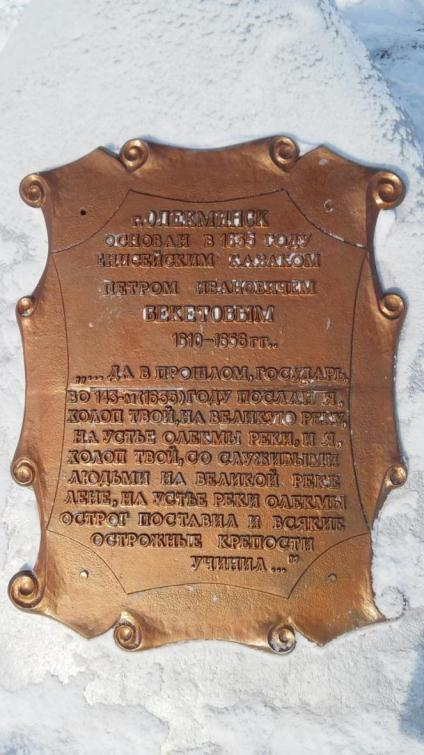 г. ОЛЕКМИНСК
ОСНОВАН В 1635 ГОДУ
ЕНИСЕЙСКИМ КАЗАКОМ
ПЕТРОМ ИВАНОВИЧЕМ
БЕКЕТОВЫМ
1610-1658 гг.
„... ДА В ПРОШЛОМ, ГОСУДАРЬ,
ВО 143-м (1635) ГОДУ ПОСЛАН Я,
ХОЛОП ТВОЙ, НА ВЕЛИКУЮ РЕКУ,
НА УСТЬЕ ОЛЕКМЫ РЕКИ, И Я,
ХОЛОП ТВОЙ, СО СЛУЖИВЫМИ
ЛЮДЬМИ НА ВЕЛИКОЙ РЕКЕ
ЛЕНЕ, НА УСТЬЕ РЕКИ ОЛЕКМЫ
ОСТРОГ ПОСТАВИЛ И ВСЯКИЕ
ОСТРОЖНЫЕ КРЕПОСТИ
УЧИНИЛ ..."